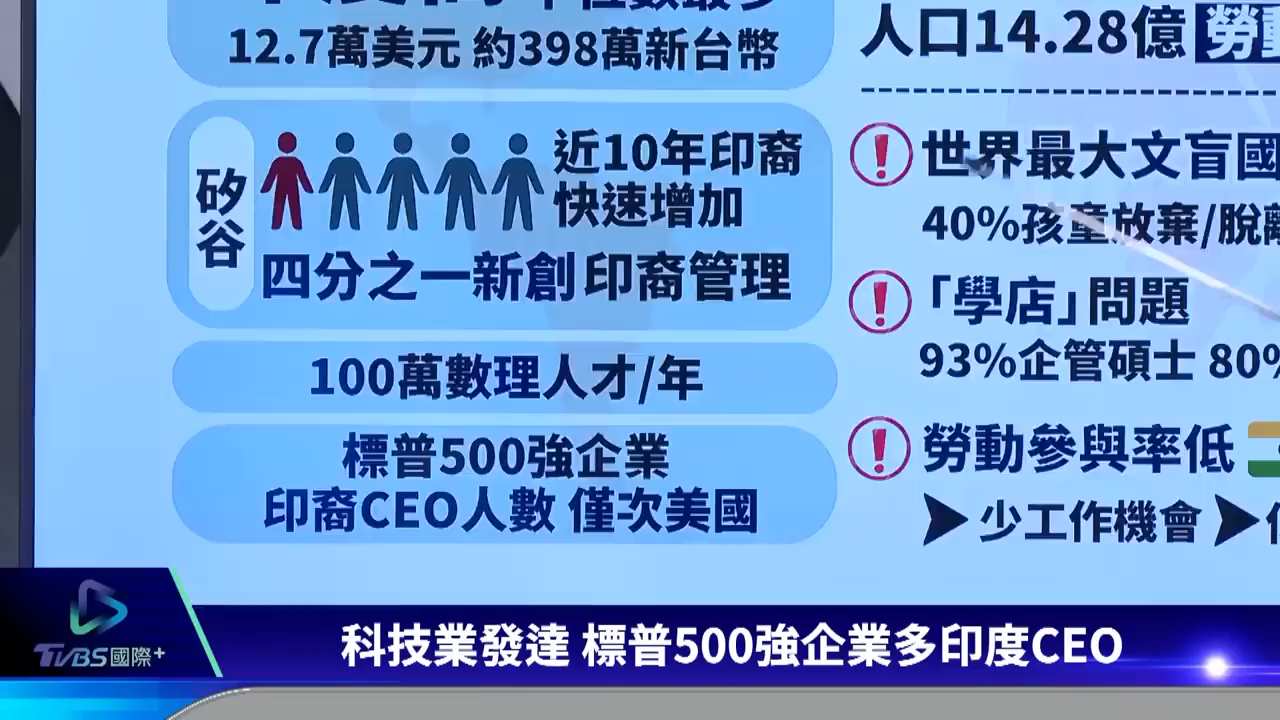 12.7萬美元 約398萬新台幣
矽谷
近10年印裔
快速增加
四分之一新創印裔管理
100萬數理人才/年
標普500強企業
印裔CEO人數 僅次美國
人口14.28億
世界最大文盲國
40%孩童放棄/脫離
「學店」問題
93%企管碩士 80%
勞動參與率低
少工作機會
TVBS國際+
科技業發達 標普500強企業多印度CEO